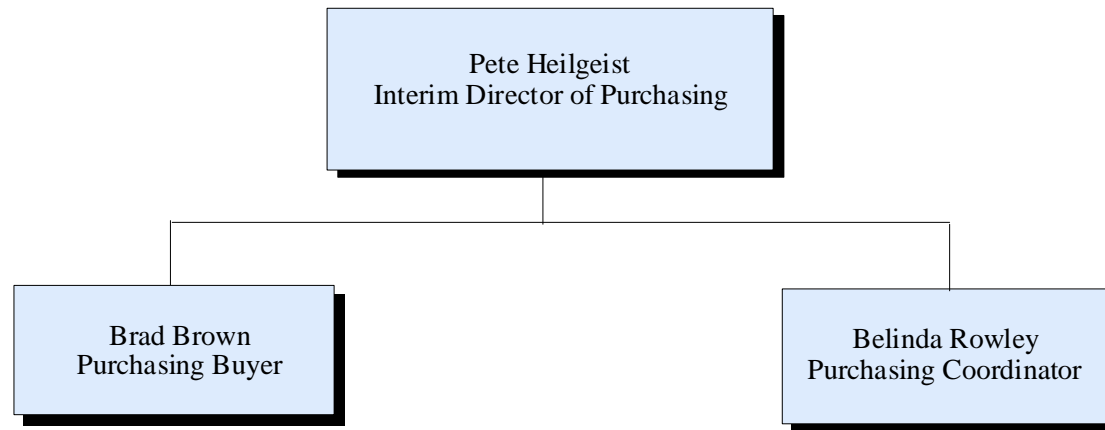 Pete Heilgeist
Interim Director of Purchasing
Brad Brown
Purchasing Buyer
Belinda Rowley
Purchasing Coordinator